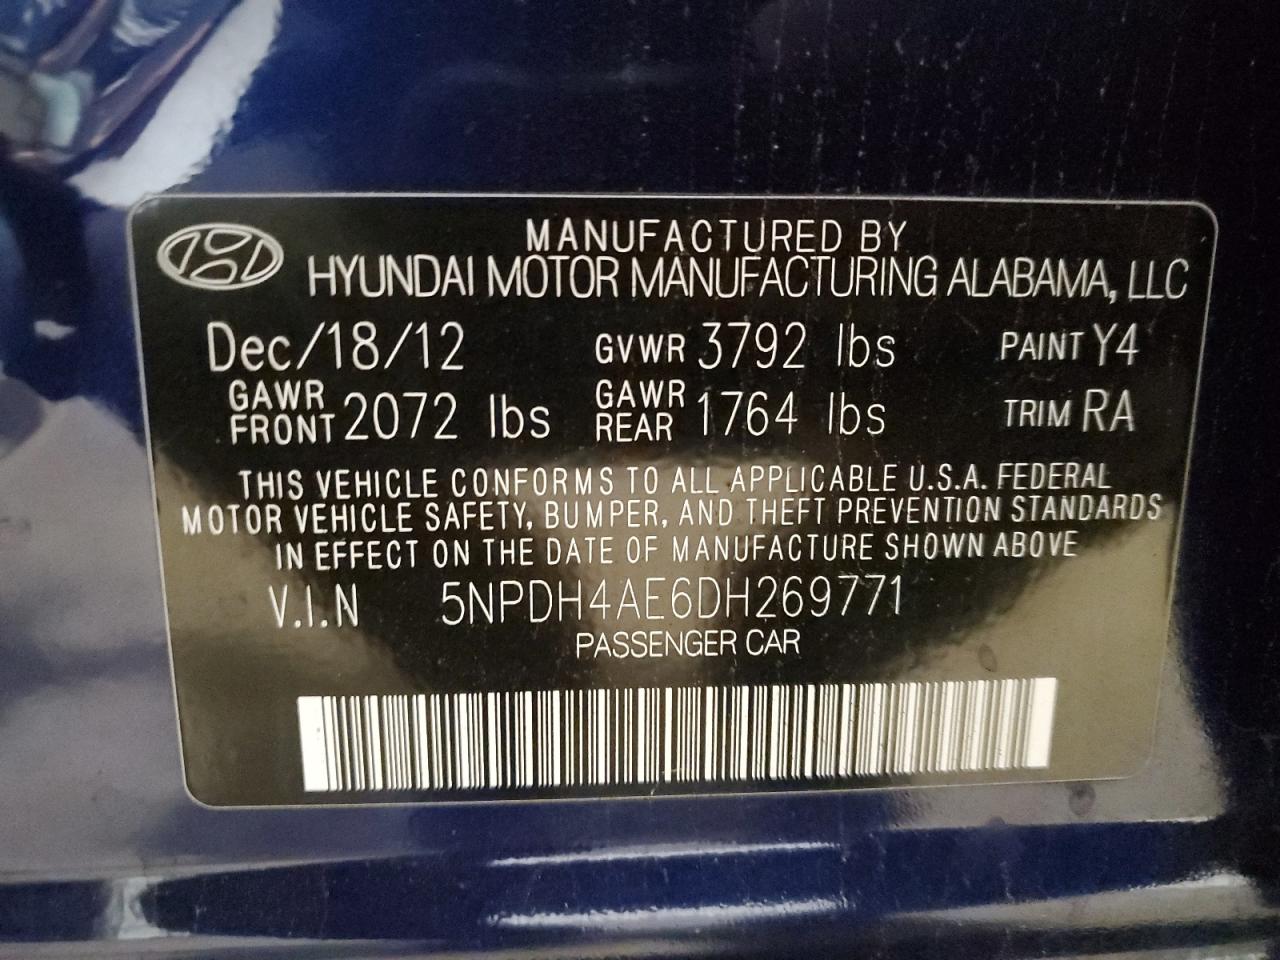 MANUFACTURED BY
HYUNDAI MOTOR MANUFACTURING ALABAMA, LLC
Dec/18/12 GVWR 3792 lbs PAINT Y4
GAWR FRONT 2072 lbs GAWR REAR 1764 lbs TRIM RA
THIS VEHICLE CONFORMS TO ALL APPLICABLE U.S.A. FEDERAL
MOTOR VEHICLE SAFETY, BUMPER, AND THEFT PREVENTION STANDARDS
IN EFFECT ON THE DATE OF MANUFACTURE SHOWN ABOVE
V.I.N 5NPDH4AE6DH269771
PASSENGER CAR